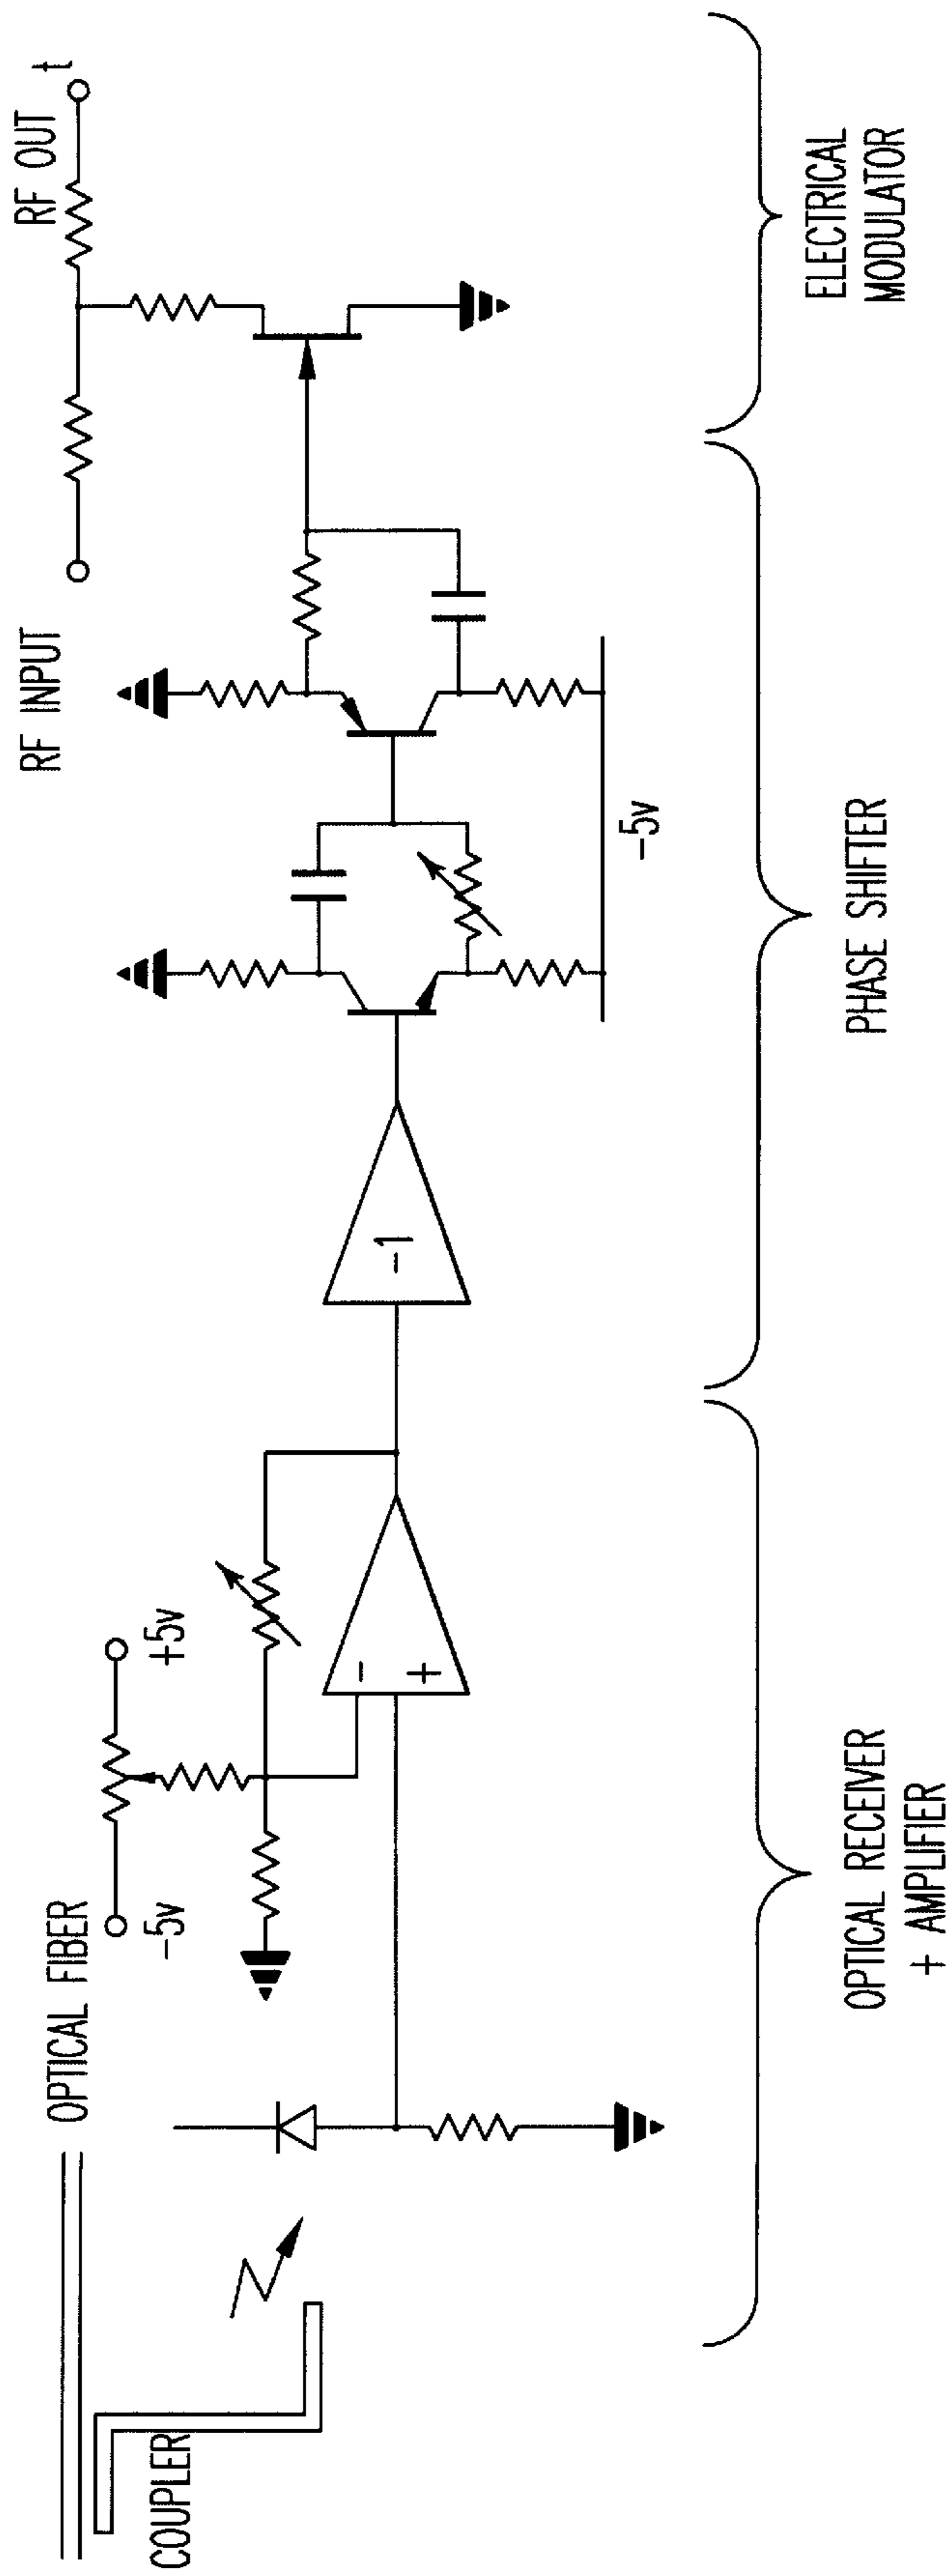 OPTICAL FIBER
COUPLER
-5v
+5v
-
+
-1
-5v
RF INPUT
RF OUT
t
OPTICAL RECEIVER
+ AMPLIFIER
PHASE SHIFTER
ELECTRICAL
MODULATOR